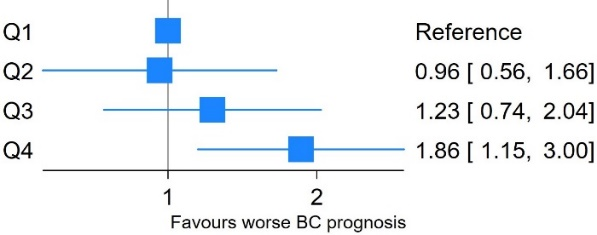 Q1 Reference
Q2 0.96 [ 0.56, 1.66]
Q3 1.23 [ 0.74, 2.04]
Q4 1.86 [ 1.15, 3.00]
1 2
Favours worse BC prognosis